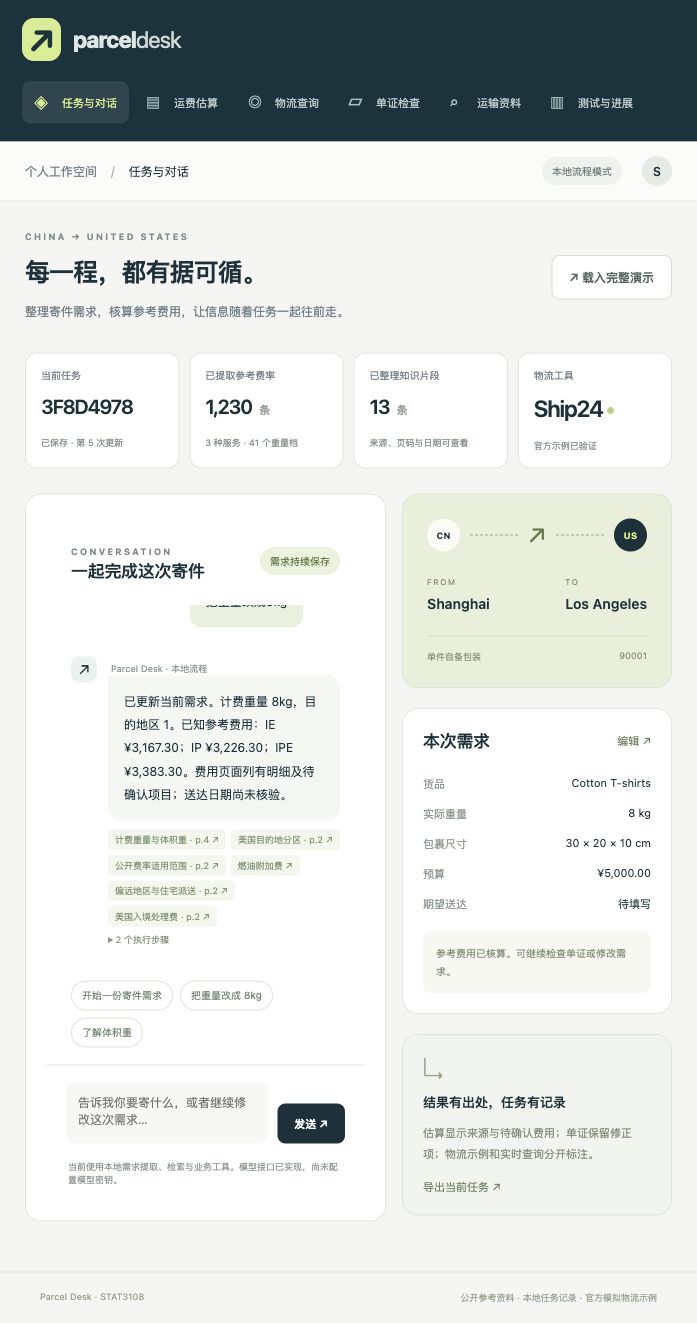 parceldesk
任务与对话
运费估算
物流查询
单证检查
运输资料
测试与进展
个人工作空间 / 任务与对话
本地流程模式
S
CHINA → UNITED STATES
每一程，都有据可循。
↗ 载入完整演示
整理寄件需求，核算参考费用，让信息随着任务一起往前走。
当前任务
3F8D4978
已保存 · 第 5 次更新
已提取参考费率
1,230 条
3 种服务 · 41 个重量档
已整理知识片段
13 条
来源、页码与日期可查看
物流工具
Ship24
官方示例已验证
CONVERSATION
一起完成这次寄件
需求持续保存
把重量改成8kg
Parcel Desk · 本地流程
已更新当前需求。计费重量 8kg，目
的地区 1。已知参考费用：IE
¥3,167.30；IP ¥3,226.30；IPE
¥3,383.30。费用页面列有明细及待
确认项目；送达日期尚未核验。
计费重量与体积重 · p.4 ↗
美国目的地分区 · p.2 ↗
公开费率适用范围 · p.2 ↗
燃油附加费 ↗
偏远地区与住宅派送 · p.2 ↗
美国入境处理费 · p.2 ↗
▸ 2 个执行步骤
开始一份寄件需求
把重量改成 8kg
了解体积重
告诉我你要寄什么，或者继续修
改这次需求...
发送 ↗
当前使用本地需求提取、检索与业务工具。模型接口已实现，尚未配
置模型密钥。
CN
US
FROM
TO
Shanghai
Los Angeles
单件自备包装
90001
本次需求
编辑 ↗
货品
Cotton T-shirts
实际重量
8 kg
包裹尺寸
30 × 20 × 10 cm
预算
¥5,000.00
期望送达
待填写
参考费用已核算。可继续检查单证或修改需
求。
结果有出处，任务有记录
估算显示来源与待确认费用；单证保留修正
项；物流示例和实时查询分开标注。
导出当前任务 ↗
Parcel Desk · STAT3108
公开参考资料 · 本地任务记录 · 官方模拟物流示例